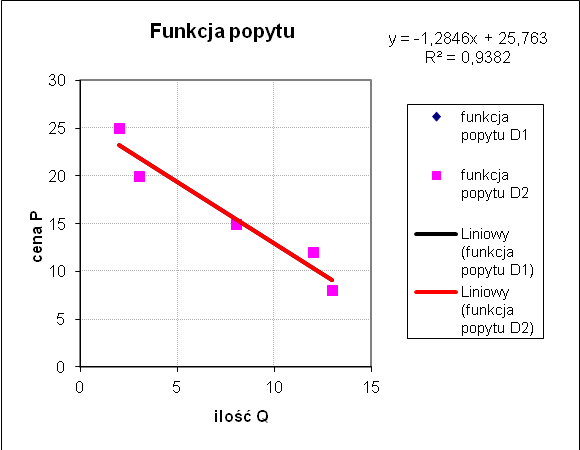 Funkcja popytu
y = -1,2846x + 25,763
R² = 0,9382
30
25
20
15
10
5
0
0
5
10
15
cena P
ilość Q
funkcja
popytu D1
funkcja
popytu D2
Liniowy
(funkcja
popytu D1)
Liniowy
(funkcja
popytu D2)